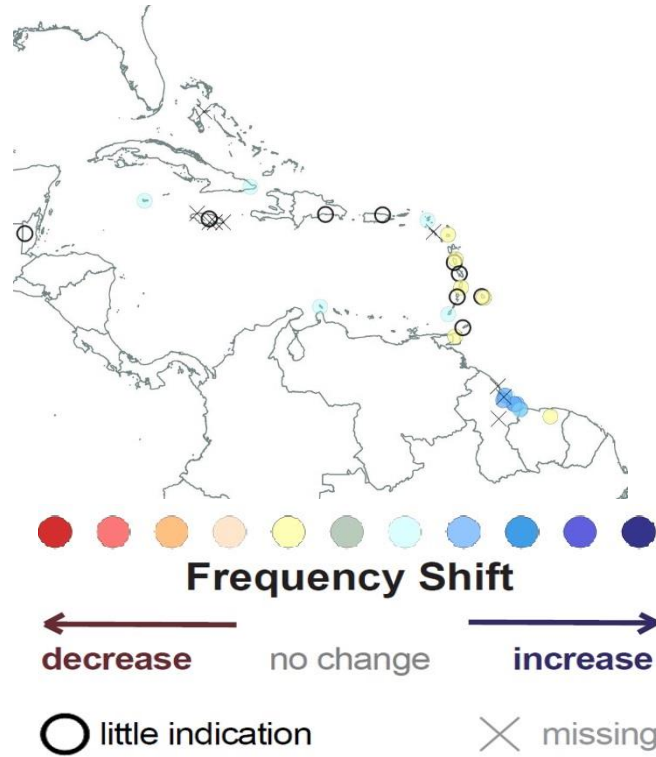 Frequency Shift
decrease no change increase
little indication missing